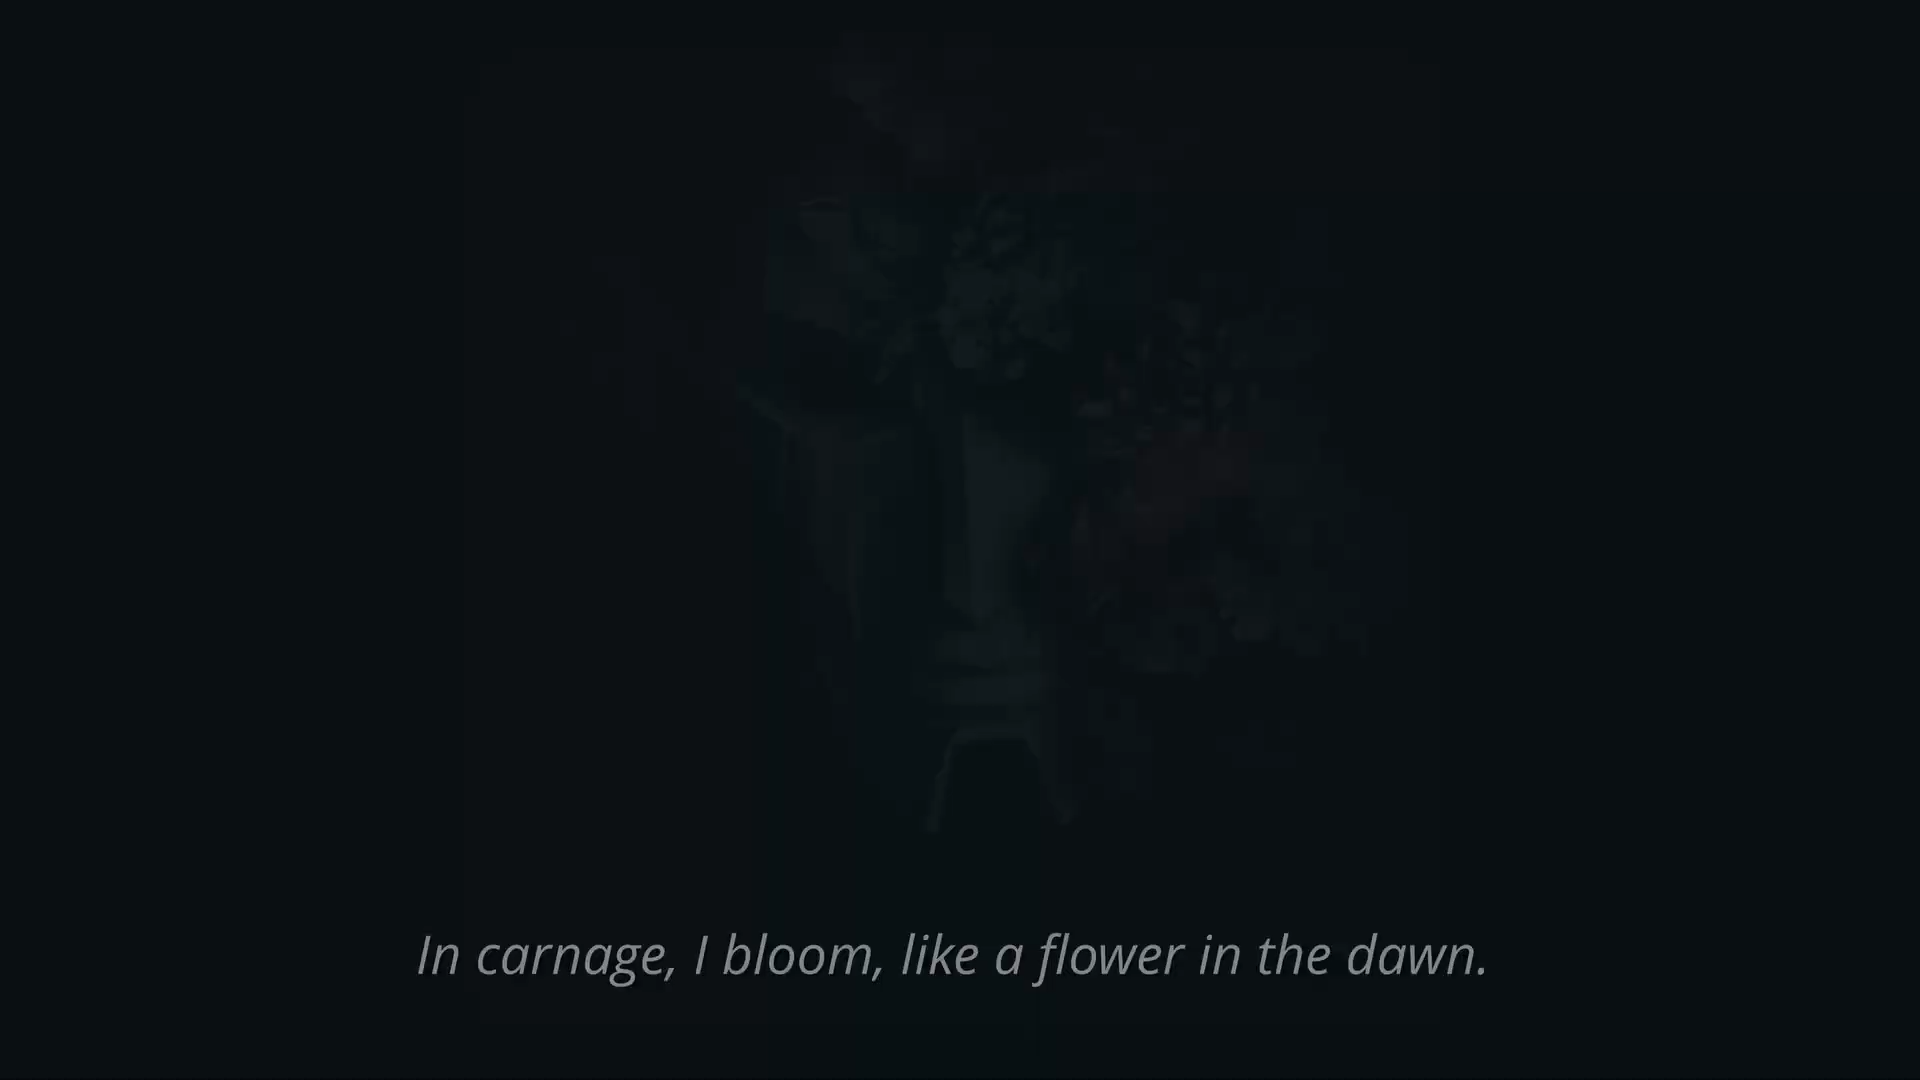 In carnage, I bloom, like a flower in the dawn.